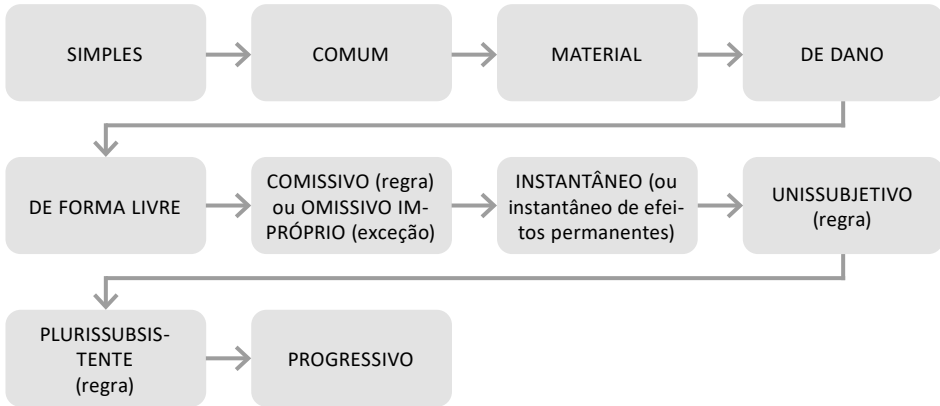 SIMPLES
COMUM
MATERIAL
DE DANO
DE FORMA LIVRE
COMISSIVO (regra)
ou OMISSIVO IM-
PRÓPRIO (exceção)
INSTANTÂNEO (ou
instantâneo de efei-
tos permanentes)
UNISSUBJETIVO
(regra)
PLURISSUBSIS-
TENTE
(regra)
PROGRESSIVO